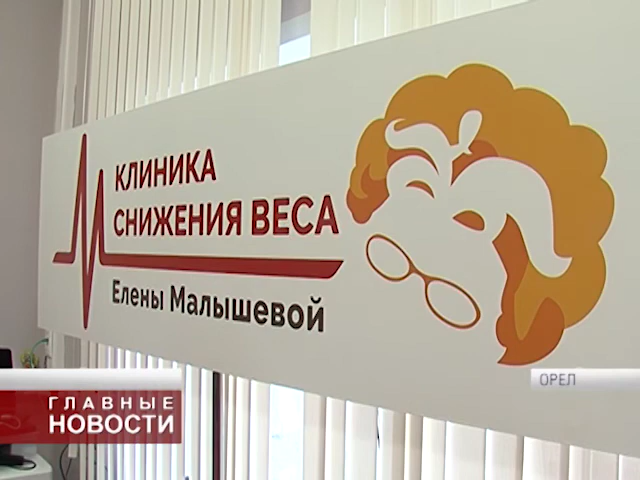 КЛИНИКА
СНИЖЕНИЯ ВЕСА
Елены Малышевой
ОРЕЛ
ГЛАВНЫЕ
НОВОСТИ